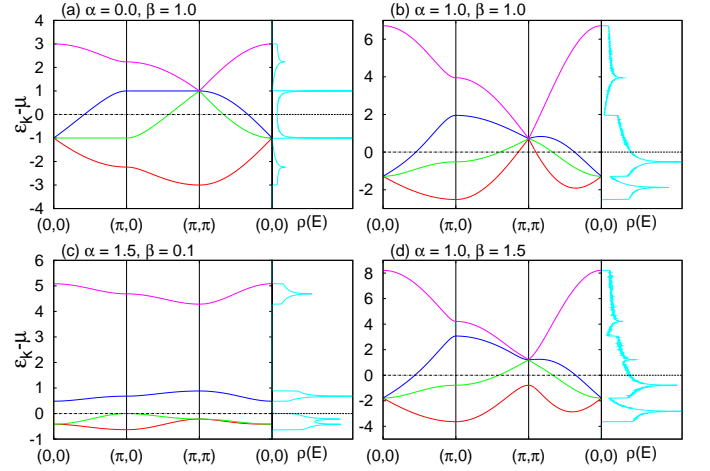 (a) α = 0.0, β = 1.0
(b) α = 1.0, β = 1.0
εk-μ
4
3
2
1
0
-1
-2
-3
-4
6
4
2
0
-2
(0,0) (π,0) (π,π) (0,0) ρ(E)
(0,0) (π,0) (π,π) (0,0) ρ(E)
(c) α = 1.5, β = 0.1
(d) α = 1.0, β = 1.5
εk-μ
6
5
4
3
2
1
0
-1
8
6
4
2
0
-2
-4
(0,0) (π,0) (π,π) (0,0) ρ(E)
(0,0) (π,0) (π,π) (0,0) ρ(E)